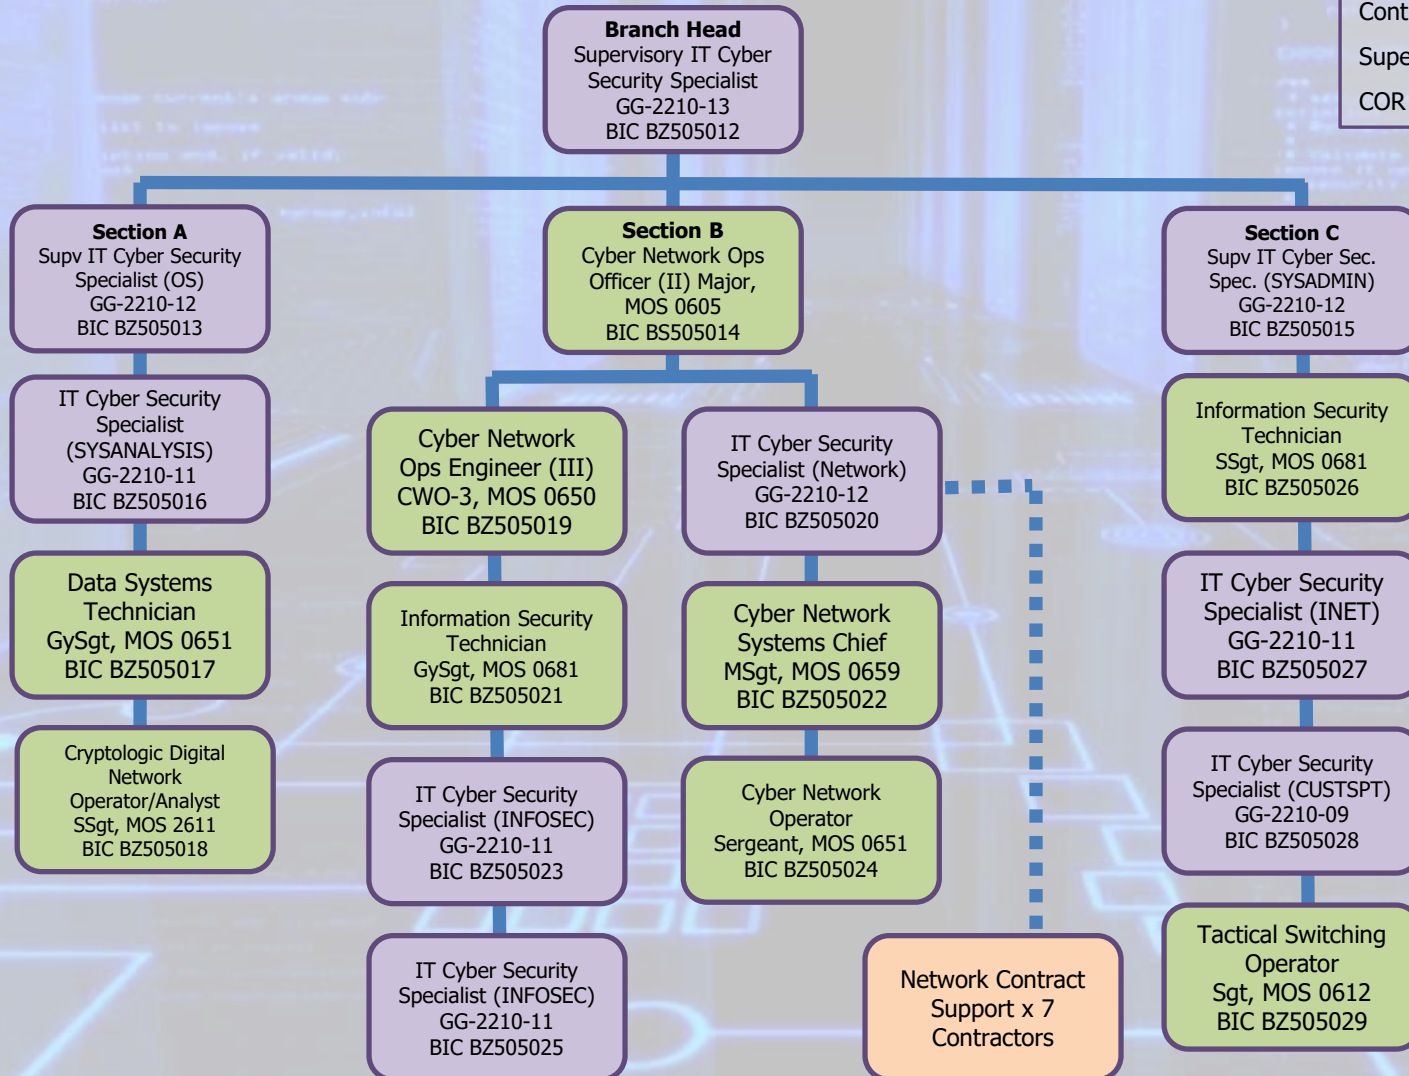 Cont
Supe
COR
Branch Head
Supervisory IT Cyber
Security Specialist
GG-2210-13
BIC BZ505012
Section A
Supv IT Cyber Security
Specialist (OS)
GG-2210-12
BIC BZ505013
Section B
Cyber Network Ops
Officer (II) Major,
MOS 0605
BIC BS505014
Section C
Supv IT Cyber Sec.
Spec. (SYSADMIN)
GG-2210-12
BIC BZ505015
IT Cyber Security
Specialist
(SYSANALYSIS)
GG-2210-11
BIC BZ505016
Data Systems
Technician
GySgt, MOS 0651
BIC BZ505017
Cryptologic Digital
Network
Operator/Analyst
SSgt, MOS 2611
BIC BZ505018
Cyber Network
Ops Engineer (III)
CWO-3, MOS 0650
BIC BZ505019
Information Security
Technician
GySgt, MOS 0681
BIC BZ505021
IT Cyber Security
Specialist (INFOSEC)
GG-2210-11
BIC BZ505023
IT Cyber Security
Specialist (INFOSEC)
GG-2210-11
BIC BZ505025
IT Cyber Security
Specialist (Network)
GG-2210-12
BIC BZ505020
Cyber Network
Systems Chief
MSgt, MOS 0659
BIC BZ505022
Cyber Network
Operator
Sergeant, MOS 0651
BIC BZ505024
Network Contract
Support x 7
Contractors
Information Security
Technician
SSgt, MOS 0681
BIC BZ505026
IT Cyber Security
Specialist (INET)
GG-2210-11
BIC BZ505027
IT Cyber Security
Specialist (CUSTSPT)
GG-2210-09
BIC BZ505028
Tactical Switching
Operator
Sgt, MOS 0612
BIC BZ505029